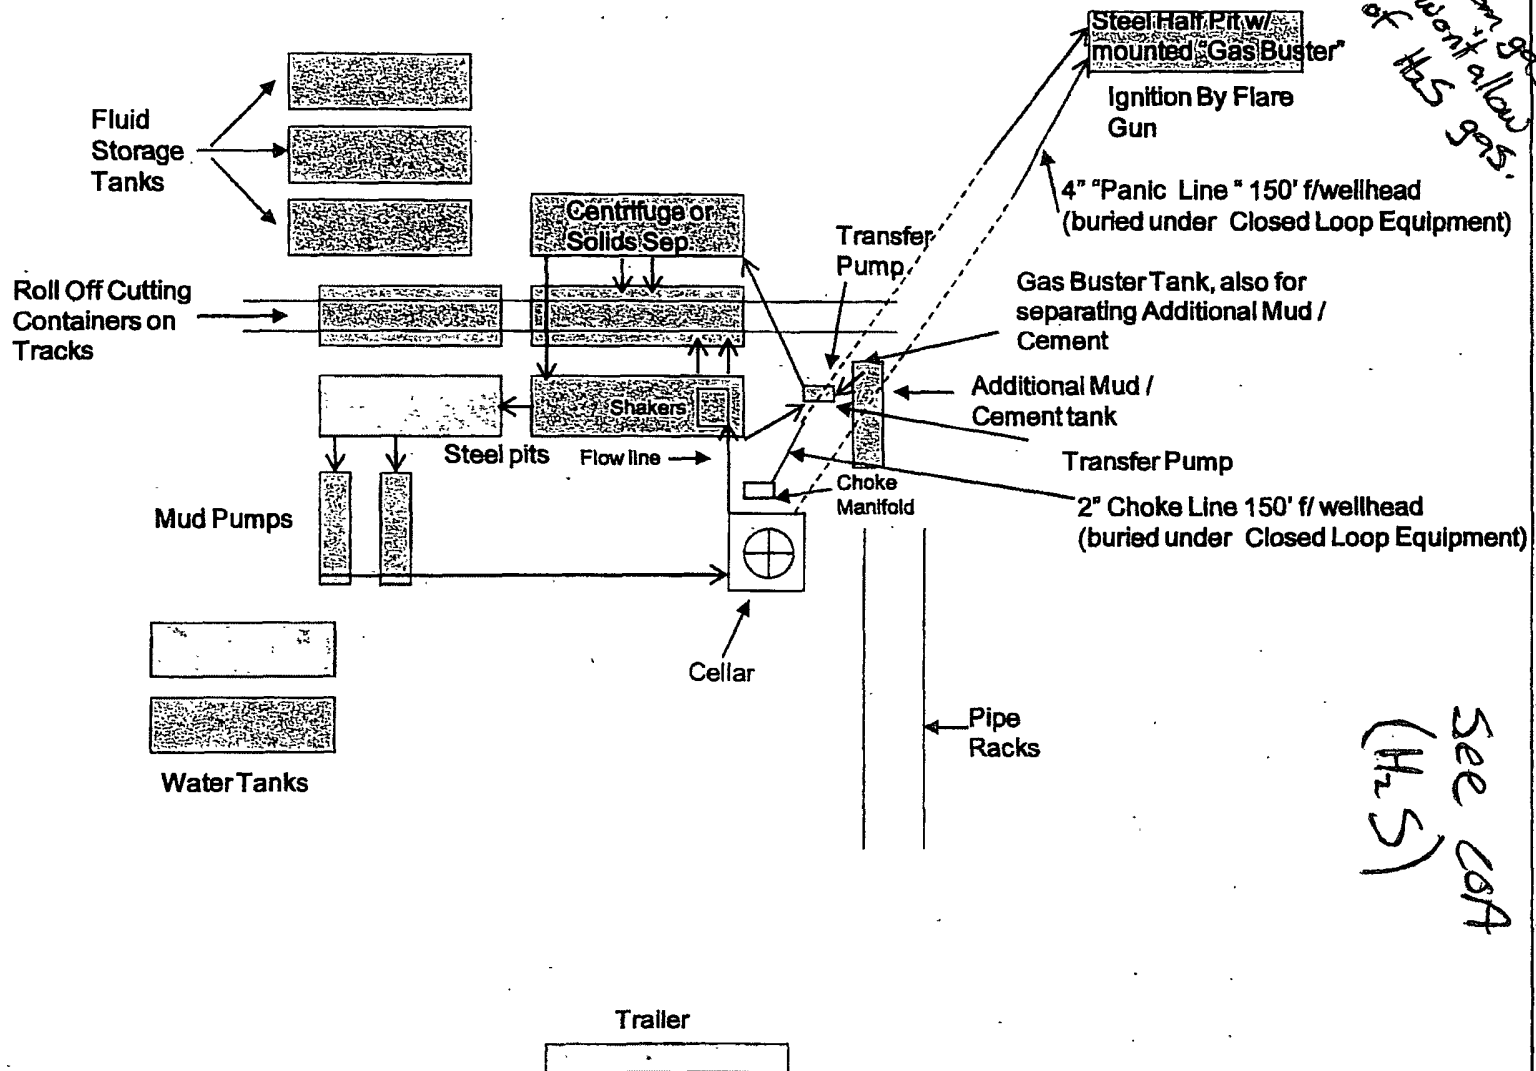 Steel Half Pit w/
mounted "Gas Buster"
Ignition By Flare
Gun
won't allow
of H2S gas.
Fluid
Storage
Tanks
4" "Panic Line " 150' f/wellhead
(buried under Closed Loop Equipment)
Centrifuge or
Solids Sep.
Transfer
Pump
Roll Off Cutting
Containers on
Tracks
Gas Buster Tank, also for
separating Additional Mud /
Cement
Additional Mud /
Cement tank
Shakers
Steel pits
Flow line
Transfer Pump
Choke
Manifold
2" Choke Line 150' f/ wellhead
(buried under Closed Loop Equipment)
Mud Pumps
Cellar
Pipe
Racks
Water Tanks
See COA
(H2S)
Trailer